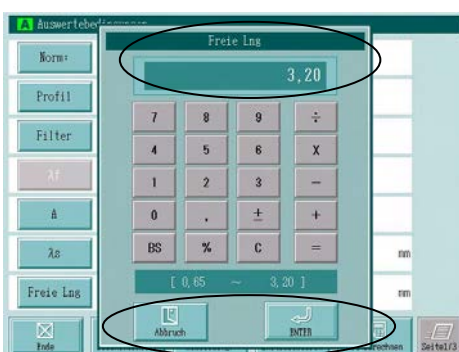 A Auswertebedingungen
Freie Lng
3,20
Norm:
Profil
Filter
λf
A
λs
Freie Lng
7 8 9 ÷
4 5 6 X
1 2 3 −
0 . ± +
BS % C =
[ 0,65 ~ 3,20 ]
mm
mm
Abbruch
ENTER
Ende
Seite1/3